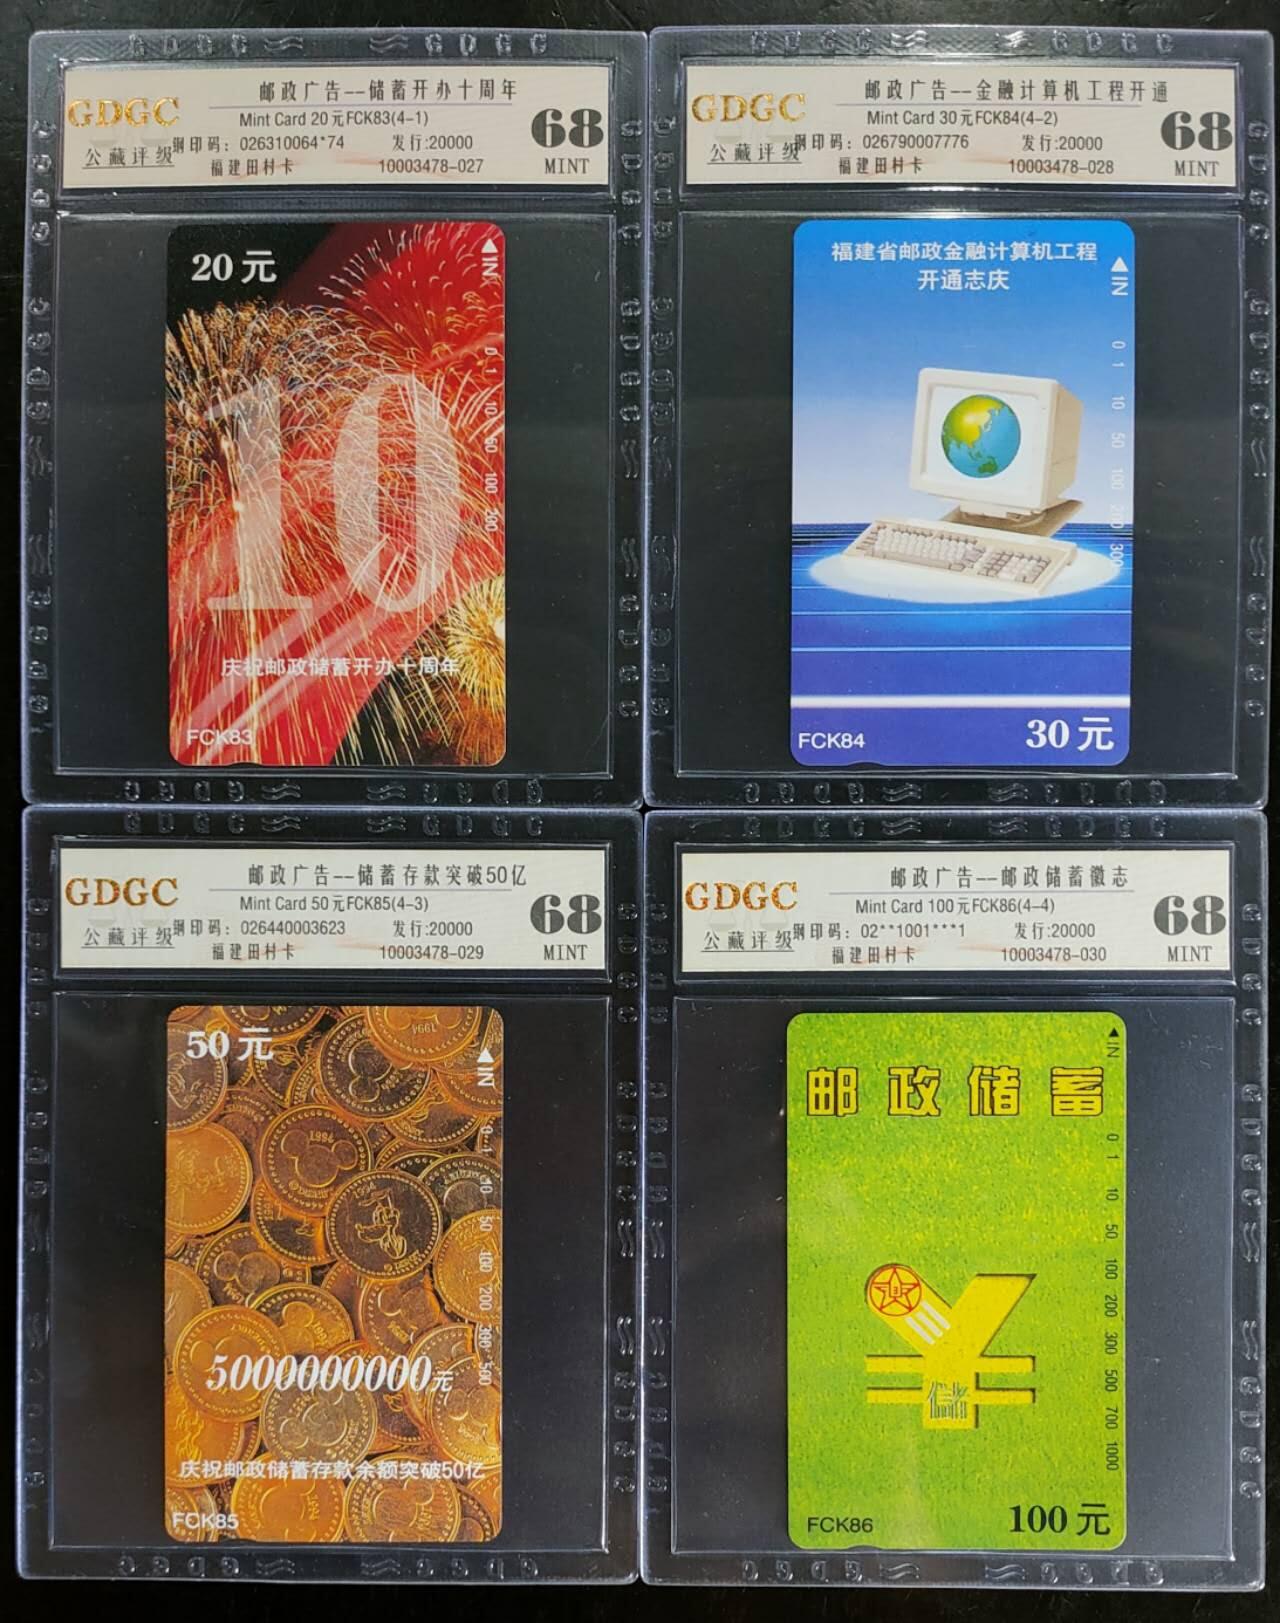 GDGC
公藏评级
邮政广告--储蓄开办十周年
Mint Card 20元FCK83(4-1)
钢印码: 026310064*74 发行:20000
福建田村卡 10003478-027
68
MINT
20元
IN
0 1 10 50 100 200
10
庆祝邮政储蓄开办十周年
FCK83
GDGC
公藏评级
邮政广告--金融计算机工程开通
Mint Card 30元FCK84(4-2)
钢印码: 026790007776 发行:20000
福建田村卡 10003478-028
68
MINT
福建省邮政金融计算机工程
开通志庆
IN
0 1 10 50 100 200 300
FCK84
30元
GDGC
公藏评级
邮政广告--储蓄存款突破50亿
Mint Card 50元FCK85(4-3)
钢印码: 026440003623 发行:20000
福建田村卡 10003478-029
68
MINT
50元
IN
0 1 10 50 100 200 300 500
5000000000元
庆祝邮政储蓄存款余额突破50亿
FCK85
GDGC
公藏评级
邮政广告--邮政储蓄徽志
Mint Card 100元FCK86(4-4)
钢印码: 02**1001***1 发行:20000
福建田村卡 10003478-030
68
MINT
IN
邮政储蓄
0 1 10 50 100 200 300 500 700 1000
FCK86
100元